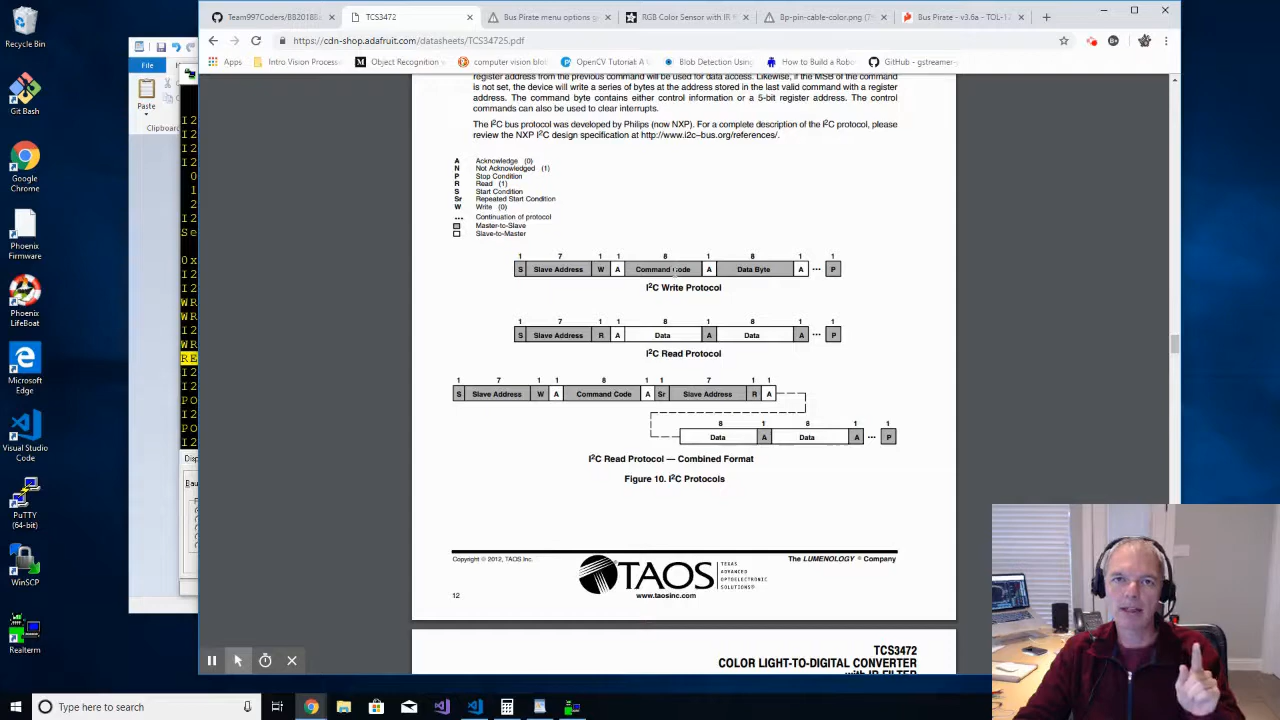 Recycle Bin
Git Bash
Google Chrome
Phoenix Firmware
Phoenix LifeBoat
Microsoft Edge
Visual Studio Code
PuTTY (64-bit)
WinSCP
Realterm
File
Paste
Clipboard
Team997Coders/BB2018Ba
TCS3472
Bus Pirate menu options g
RGB Color Sensor with IR F
Bp-pin-cable-color.png (75
Bus Pirate - v3.6a - TOL-12
https://cdn-shop.adafruit.com/datasheets/TCS34725.pdf
Apps
Intro Vision Process
Object Recognition
computer vision blo
OpenCV Tutorial: A
Blob Detection Using
How to Build a Robo
GitHub - gstreamer-
register address from the previous command will be used for data access. Likewise, if the MSB of the command
is not set, the device will write a series of bytes at the address stored in the last valid command with a register
address. The command byte contains either control information or a 5-bit register address. The control
commands can also be used to clear interrupts.
The I²C bus protocol was developed by Philips (now NXP). For a complete description of the I²C protocol, please
review the NXP I²C design specification at http://www.i2c−bus.org/references/.
A Acknowledge (0)
N Not Acknowledged (1)
P Stop Condition
R Read (1)
S Start Condition
Sr Repeated Start Condition
W Write (0)
... Continuation of protocol
Master-to-Slave
Slave-to-Master
1 7 1 1 8 1 8 1 1
S Slave Address W A Command Code A Data Byte A ... P
I²C Write Protocol
1 7 1 1 8 1 8 1 1
S Slave Address R A Data A Data A ... P
I²C Read Protocol
1 7 1 1 8 1 1 7 1 1
S Slave Address W A Command Code A Sr Slave Address R A
8 1 8 1 1
Data A Data A ... P
I²C Read Protocol — Combined Format
Figure 10. I²C Protocols
Copyright © 2012, TAOS Inc.
The LUMENOLOGY ® Company
TAOS
TEXAS
ADVANCED
OPTOELECTRONIC
SOLUTIONS®
www.taosinc.com
12
TCS3472
COLOR LIGHT-TO-DIGITAL CONVERTER
with IR FILTER
Type here to search